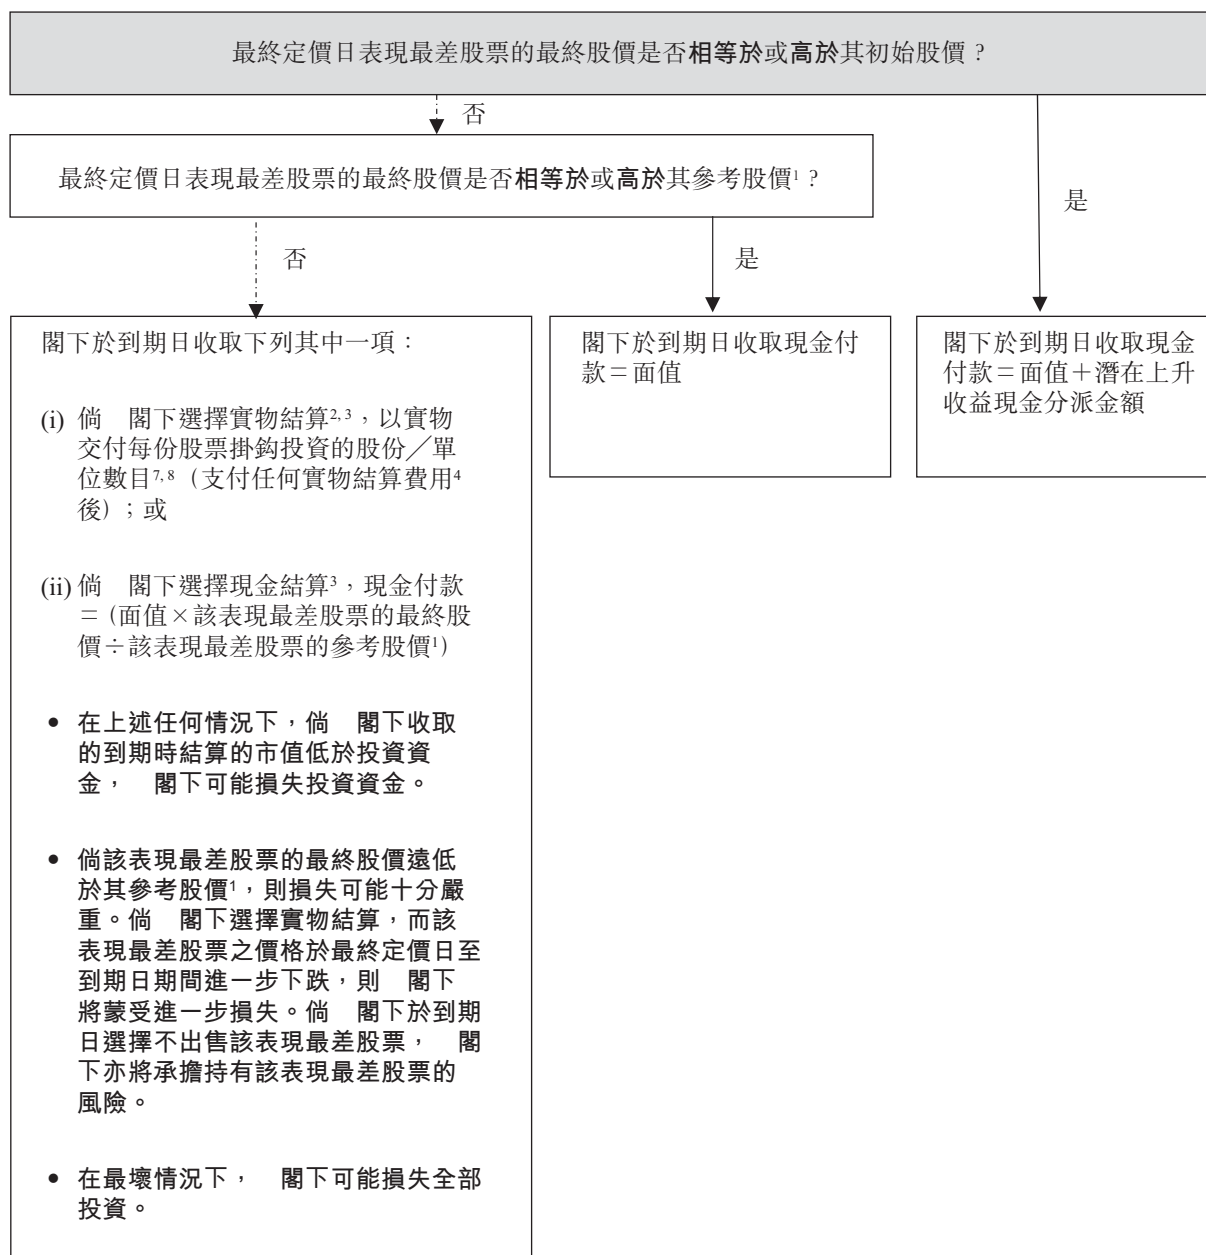 最終定價日表現最差股票的最終股價是否相等於或高於其初始股價？
否
最終定價日表現最差股票的最終股價是否相等於或高於其參考股價1？
是
否
是
閣下於到期日收取下列其中一項：
(i) 倘　閣下選擇實物結算2,3，以實物
交付每份股票掛鈎投資的股份╱單
位數目7,8（支付任何實物結算費用4
後）；或
(ii) 倘　閣下選擇現金結算3，現金付款
＝（面值×該表現最差股票的最終股
價÷該表現最差股票的參考股價1）
• 在上述任何情況下，倘　閣下收取
的到期時結算的市值低於投資資
金，　閣下可能損失投資資金。
• 倘該表現最差股票的最終股價遠低
於其參考股價1，則損失可能十分嚴
重。倘　閣下選擇實物結算，而該
表現最差股票之價格於最終定價日至
到期日期間進一步下跌，則　閣下
將蒙受進一步損失。倘　閣下於到期
日選擇不出售該表現最差股票，　閣
下亦將承擔持有該表現最差股票的
風險。
• 在最壞情況下，　閣下可能損失全部
投資。
閣下於到期日收取現金付
款＝面值
閣下於到期日收取現金
付款＝面值＋潛在上升
收益現金分派金額